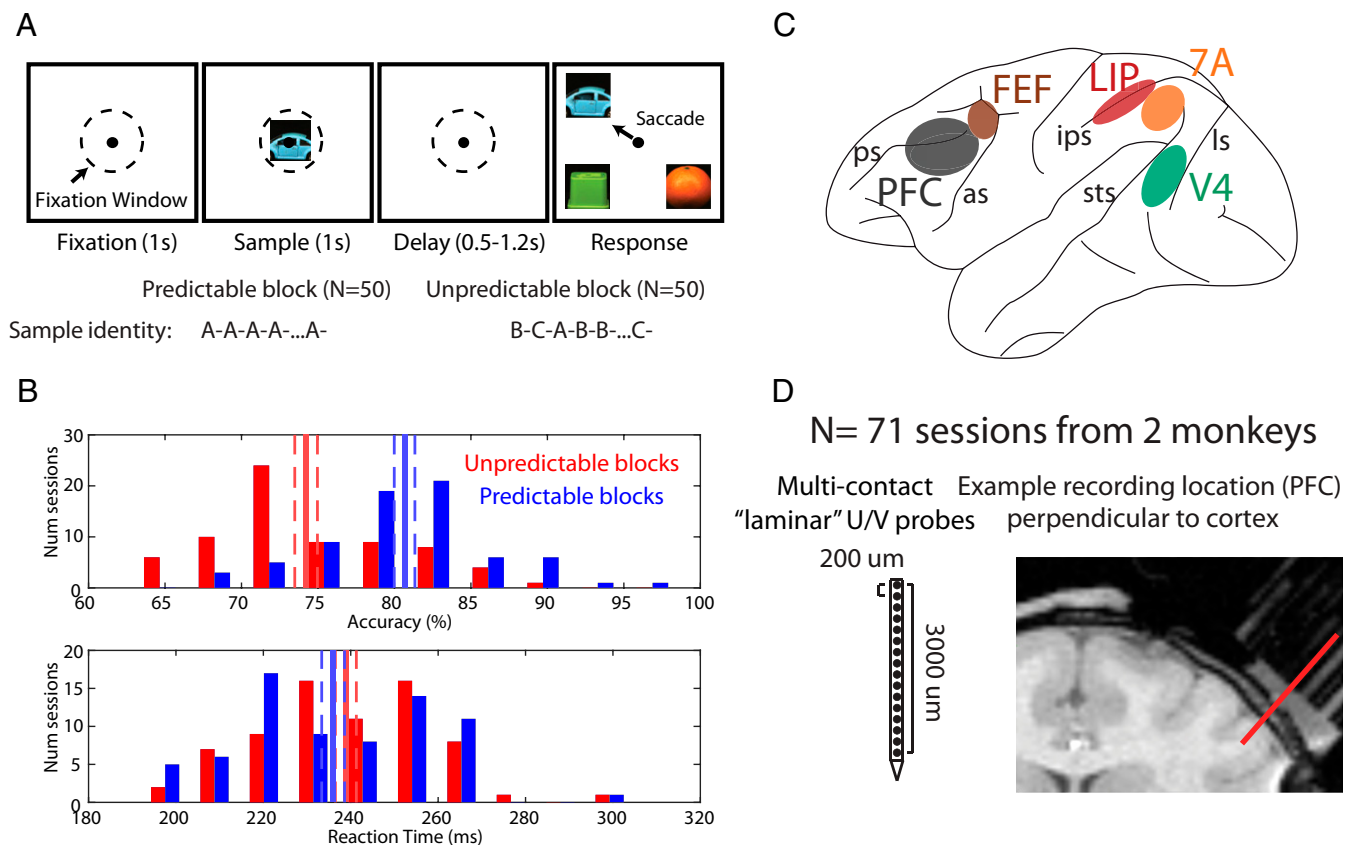 A
Fixation Window
Saccade
Fixation (1s) Sample (1s) Delay (0.5-1.2s) Response
Predictable block (N=50) Unpredictable block (N=50)
Sample identity: A-A-A-A-...A- B-C-A-B-B-...C-
B
Num sessions
30
20
10
0
Unpredictable blocks
Predictable blocks
60 65 70 75 80 85 90 95 100
Accuracy (%)
Num sessions
20
15
10
5
0
180 200 220 240 260 280 300 320
Reaction Time (ms)
C
7A
LIP
FEF
ps
ips
ls
PFC
as
sts
V4
D
N= 71 sessions from 2 monkeys
Multi-contact
“laminar” U/V probes
200 um
3000 um
Example recording location (PFC)
perpendicular to cortex